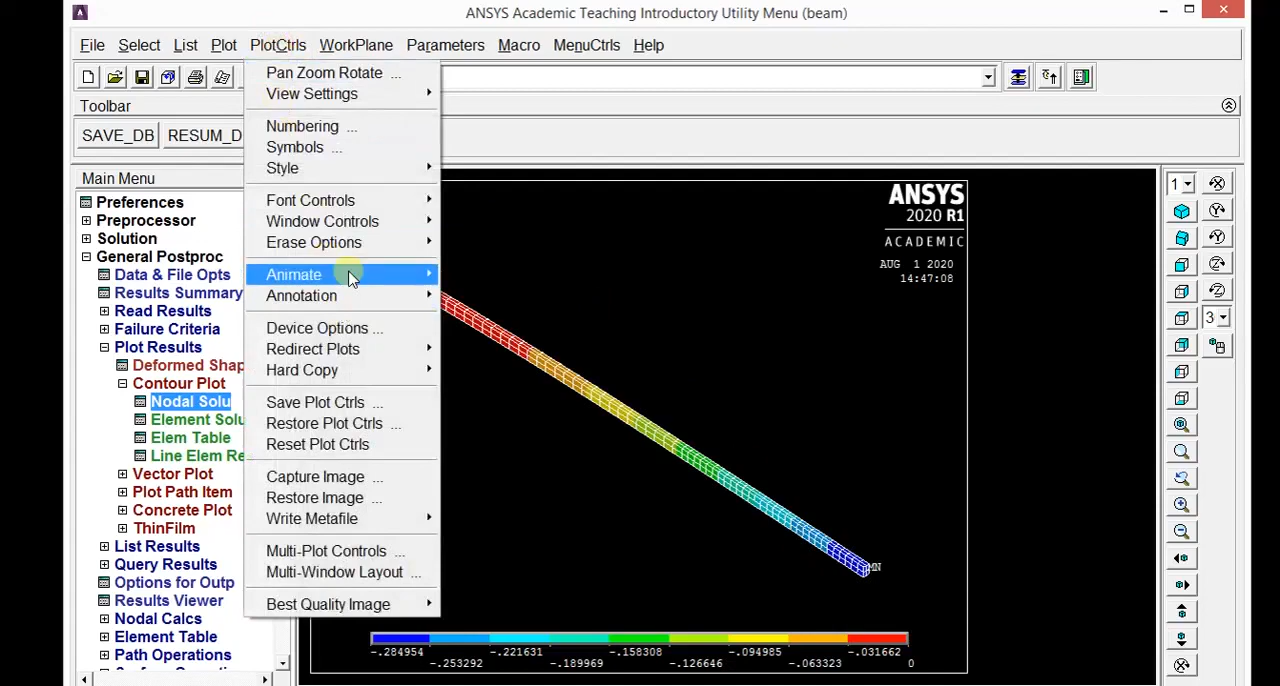 ANSYS Academic Teaching Introductory Utility Menu (beam)
File Select List Plot PlotCtrls WorkPlane Parameters Macro MenuCtrls Help
Toolbar
SAVE_DB RESUM_D
Main Menu
Preferences
Preprocessor
Solution
General Postproc
Data & File Opts
Results Summary
Read Results
Failure Criteria
Plot Results
Deformed Shap
Contour Plot
Nodal Solu
Element Solu
Elem Table
Line Elem Re
Vector Plot
Plot Path Item
Concrete Plot
ThinFilm
List Results
Query Results
Options for Outp
Results Viewer
Nodal Calcs
Element Table
Path Operations
Pan Zoom Rotate ...
View Settings
Numbering ...
Symbols ...
Style
Font Controls
Window Controls
Erase Options
Animate
Annotation
Device Options ...
Redirect Plots
Hard Copy
Save Plot Ctrls ...
Restore Plot Ctrls ...
Reset Plot Ctrls
Capture Image ...
Restore Image ...
Write Metafile
Multi-Plot Controls ...
Multi-Window Layout ...
Best Quality Image
ANSYS
2020 R1
ACADEMIC
AUG 1 2020
14:47:08
MN
-.284954 -.221631 -.158308 -.094985 -.031662
-.253292 -.189969 -.126646 -.063323 0
1
3